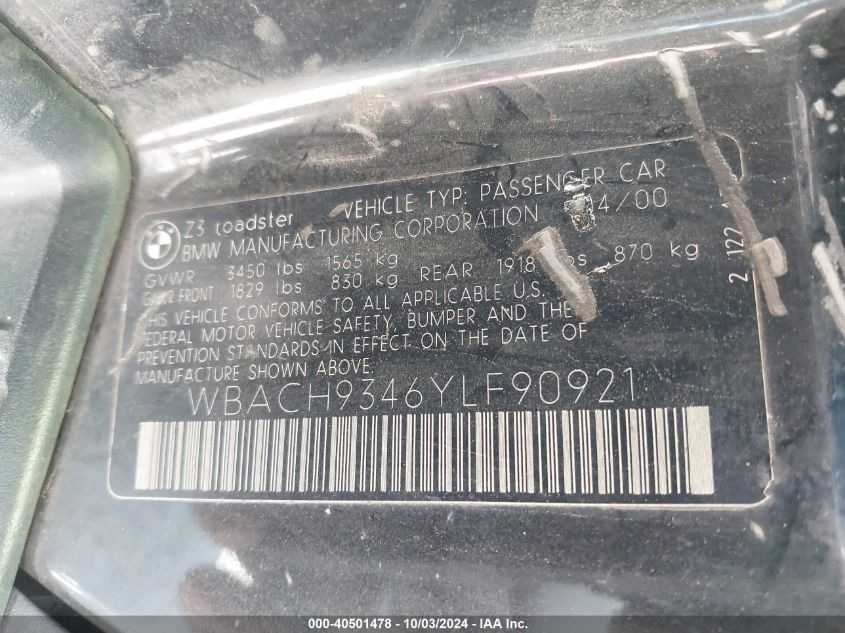 Z3 roadster VEHICLE TYP: PASSENGER CAR
BMW MANUFACTURING CORPORATION 04/00
GVWR 3450 lbs 1565 kg
GAWR FRONT 1829 lbs 830 kg REAR 1918 lbs 870 kg
THIS VEHICLE CONFORMS TO ALL APPLICABLE U.S.
FEDERAL MOTOR VEHICLE SAFETY, BUMPER AND THEFT
PREVENTION STANDARDS IN EFFECT ON THE DATE OF
MANUFACTURE SHOWN ABOVE.
WBACH9346YLF90921
2 122
000-40501478 - 10/03/2024 - IAA Inc.